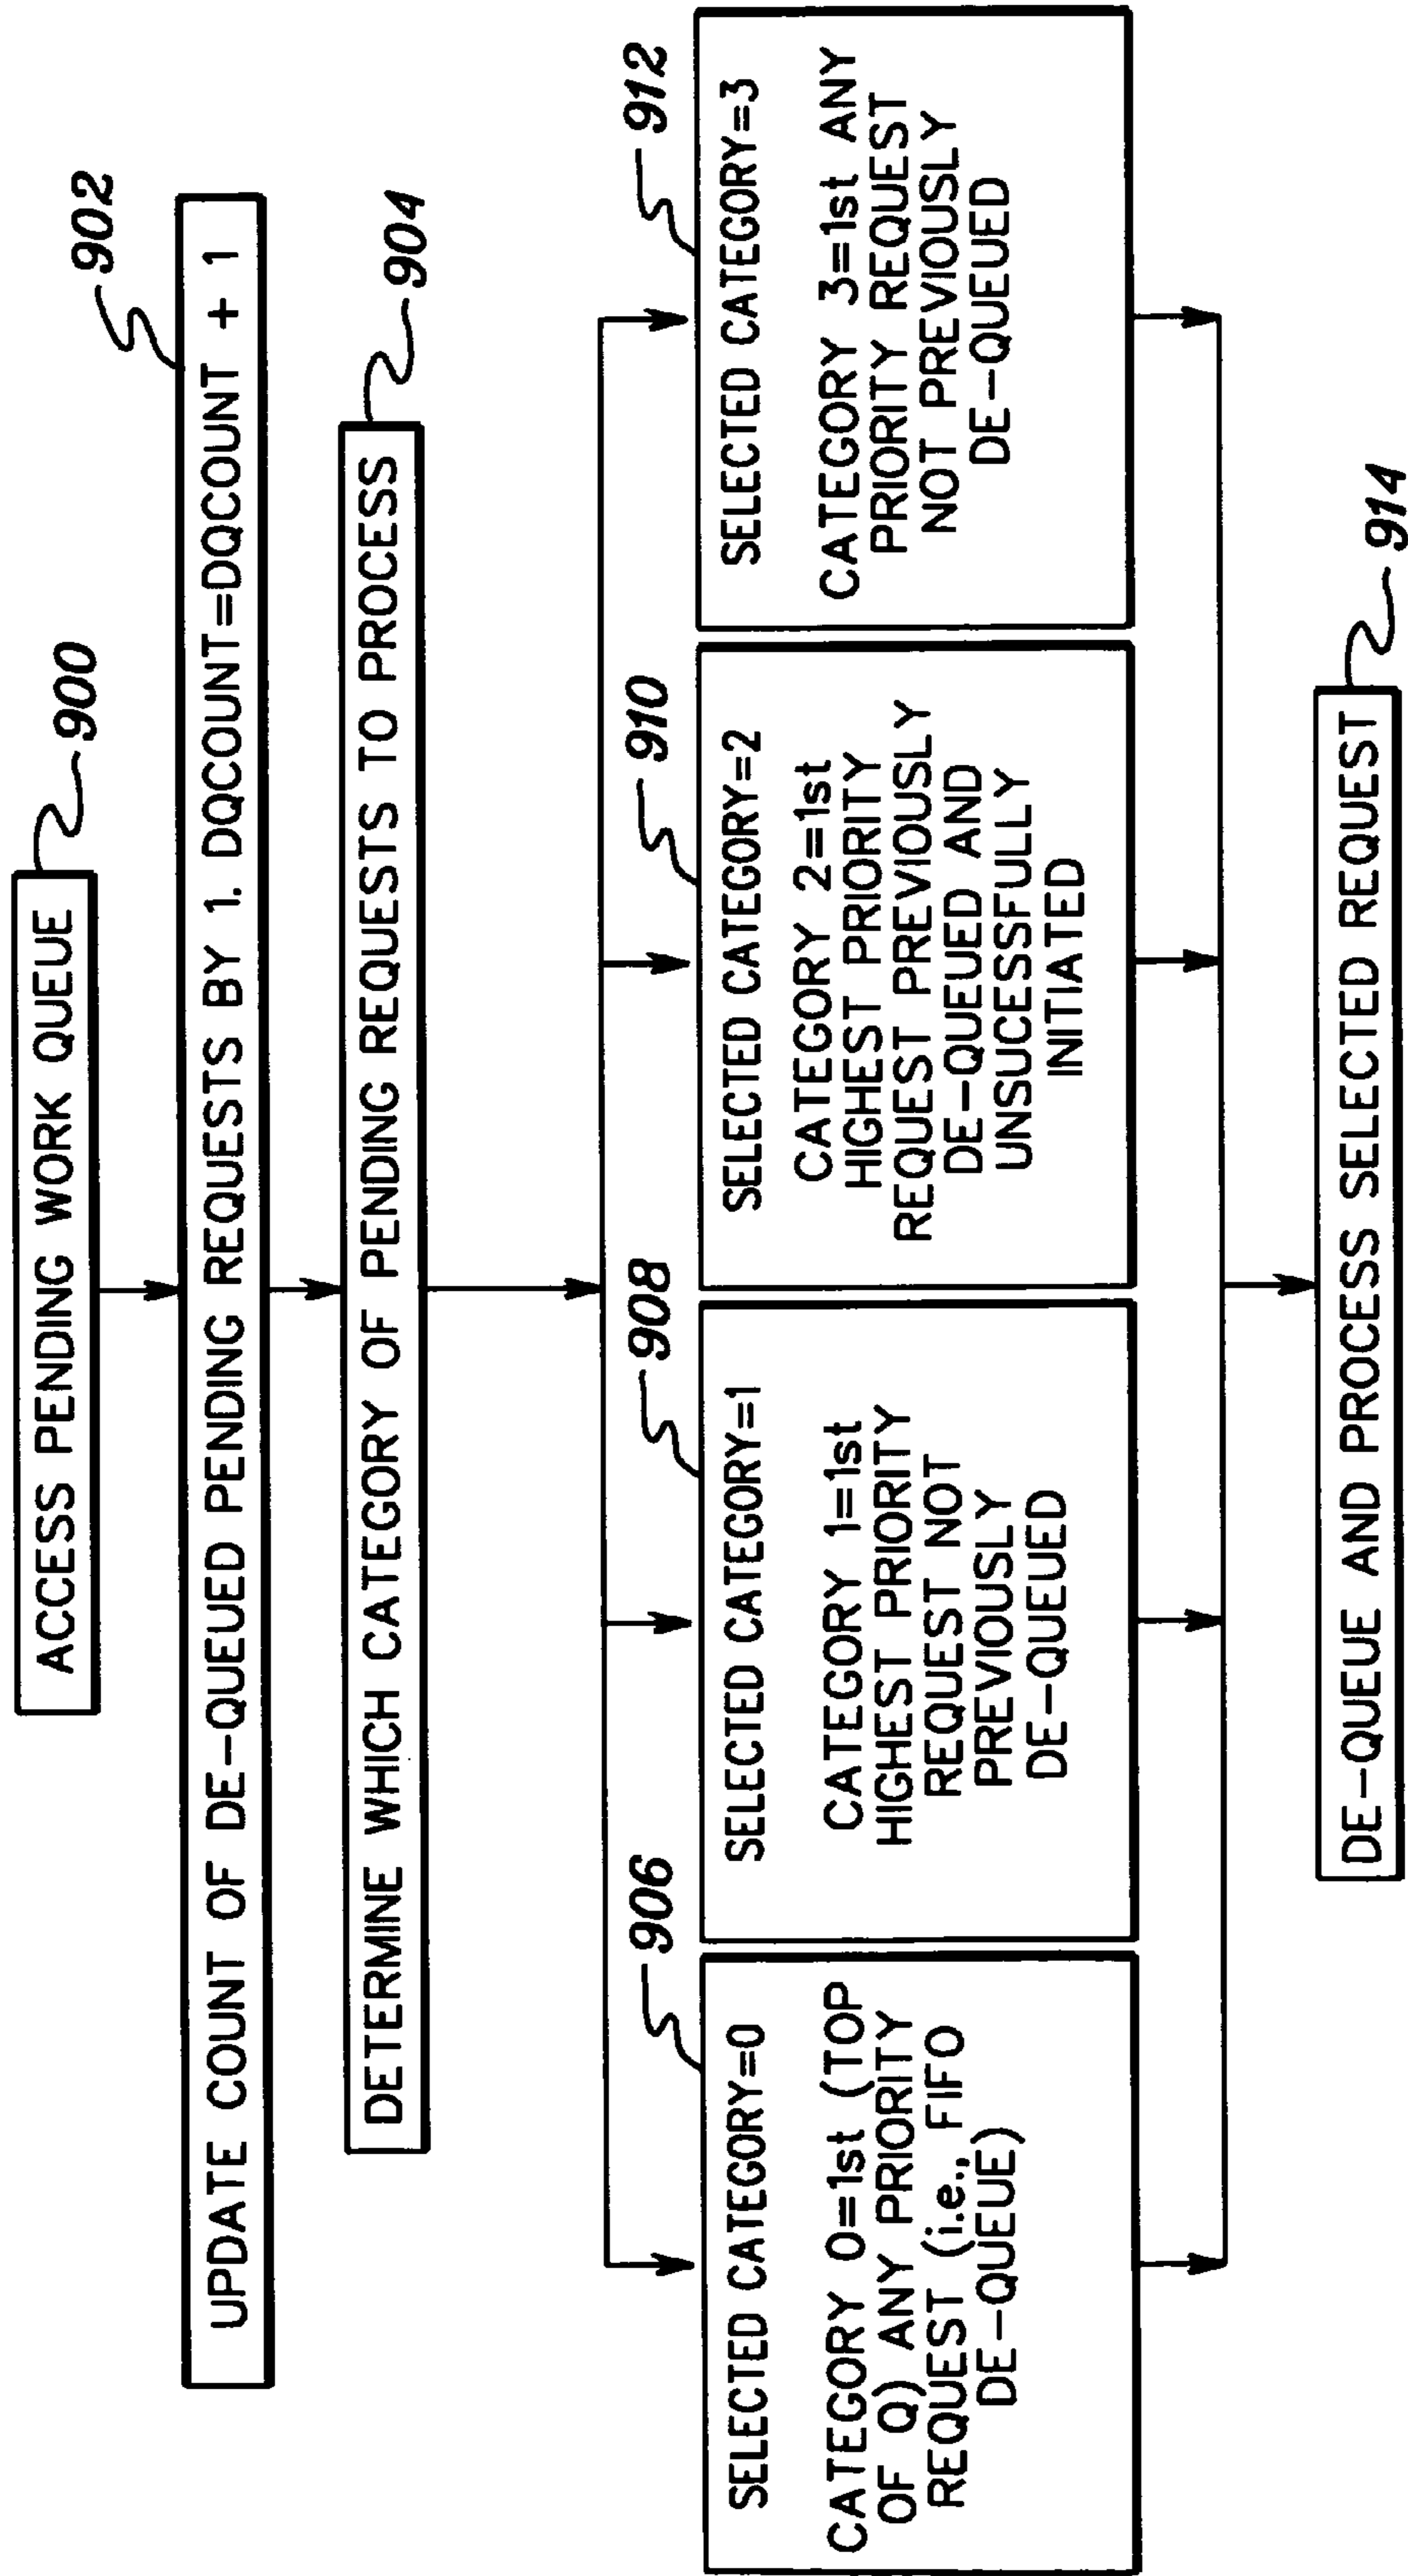 ACCESS PENDING WORK QUEUE
900
UPDATE COUNT OF DE-QUEUED PENDING REQUESTS BY 1. DQCOUNT=DQCOUNT + 1
902
DETERMINE WHICH CATEGORY OF PENDING REQUESTS TO PROCESS
904
906
SELECTED CATEGORY=0
CATEGORY 0=1st (TOP
OF Q) ANY PRIORITY
REQUEST (i.e., FIFO
DE-QUEUE)
908
SELECTED CATEGORY=1
CATEGORY 1=1st
HIGHEST PRIORITY
REQUEST NOT
PREVIOUSLY
DE-QUEUED
910
SELECTED CATEGORY=2
CATEGORY 2=1st
HIGHEST PRIORITY
REQUEST PREVIOUSLY
DE-QUEUED AND
UNSUCESSFULLY
INITIATED
912
SELECTED CATEGORY=3
CATEGORY 3=1st ANY
PRIORITY REQUEST
NOT PREVIOUSLY
DE-QUEUED
DE-QUEUE AND PROCESS SELECTED REQUEST
914